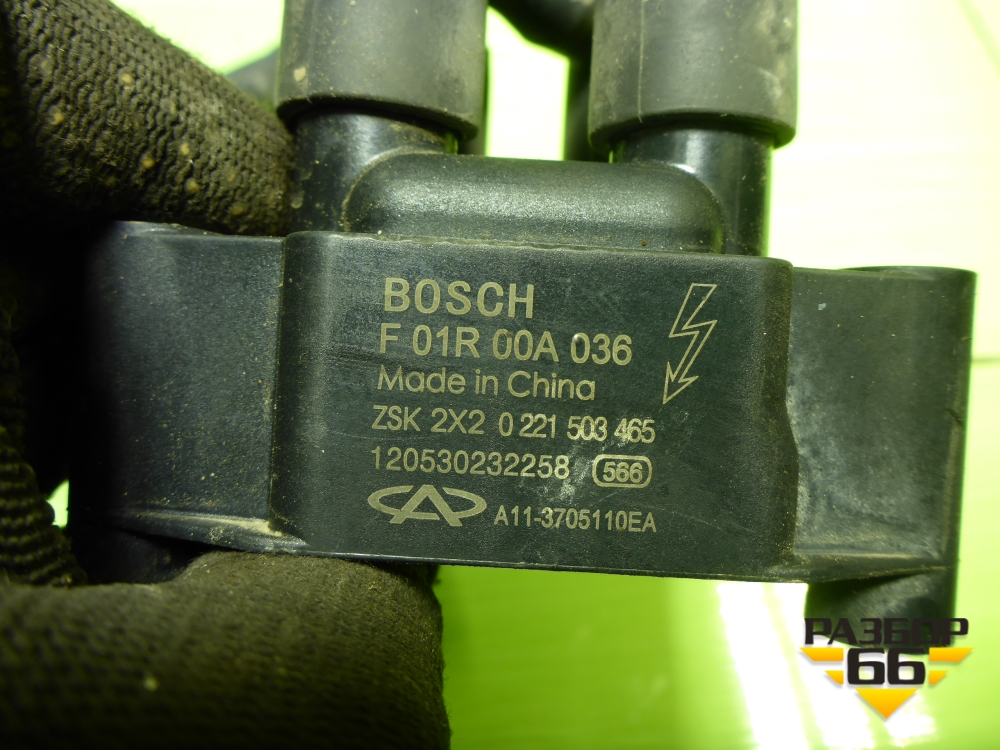 BOSCH
F 01R 00A 036
Made in China
ZSK 2X2 0 221 503 465
120530232258 566
A11-3705110EA
РАЗБОР
66